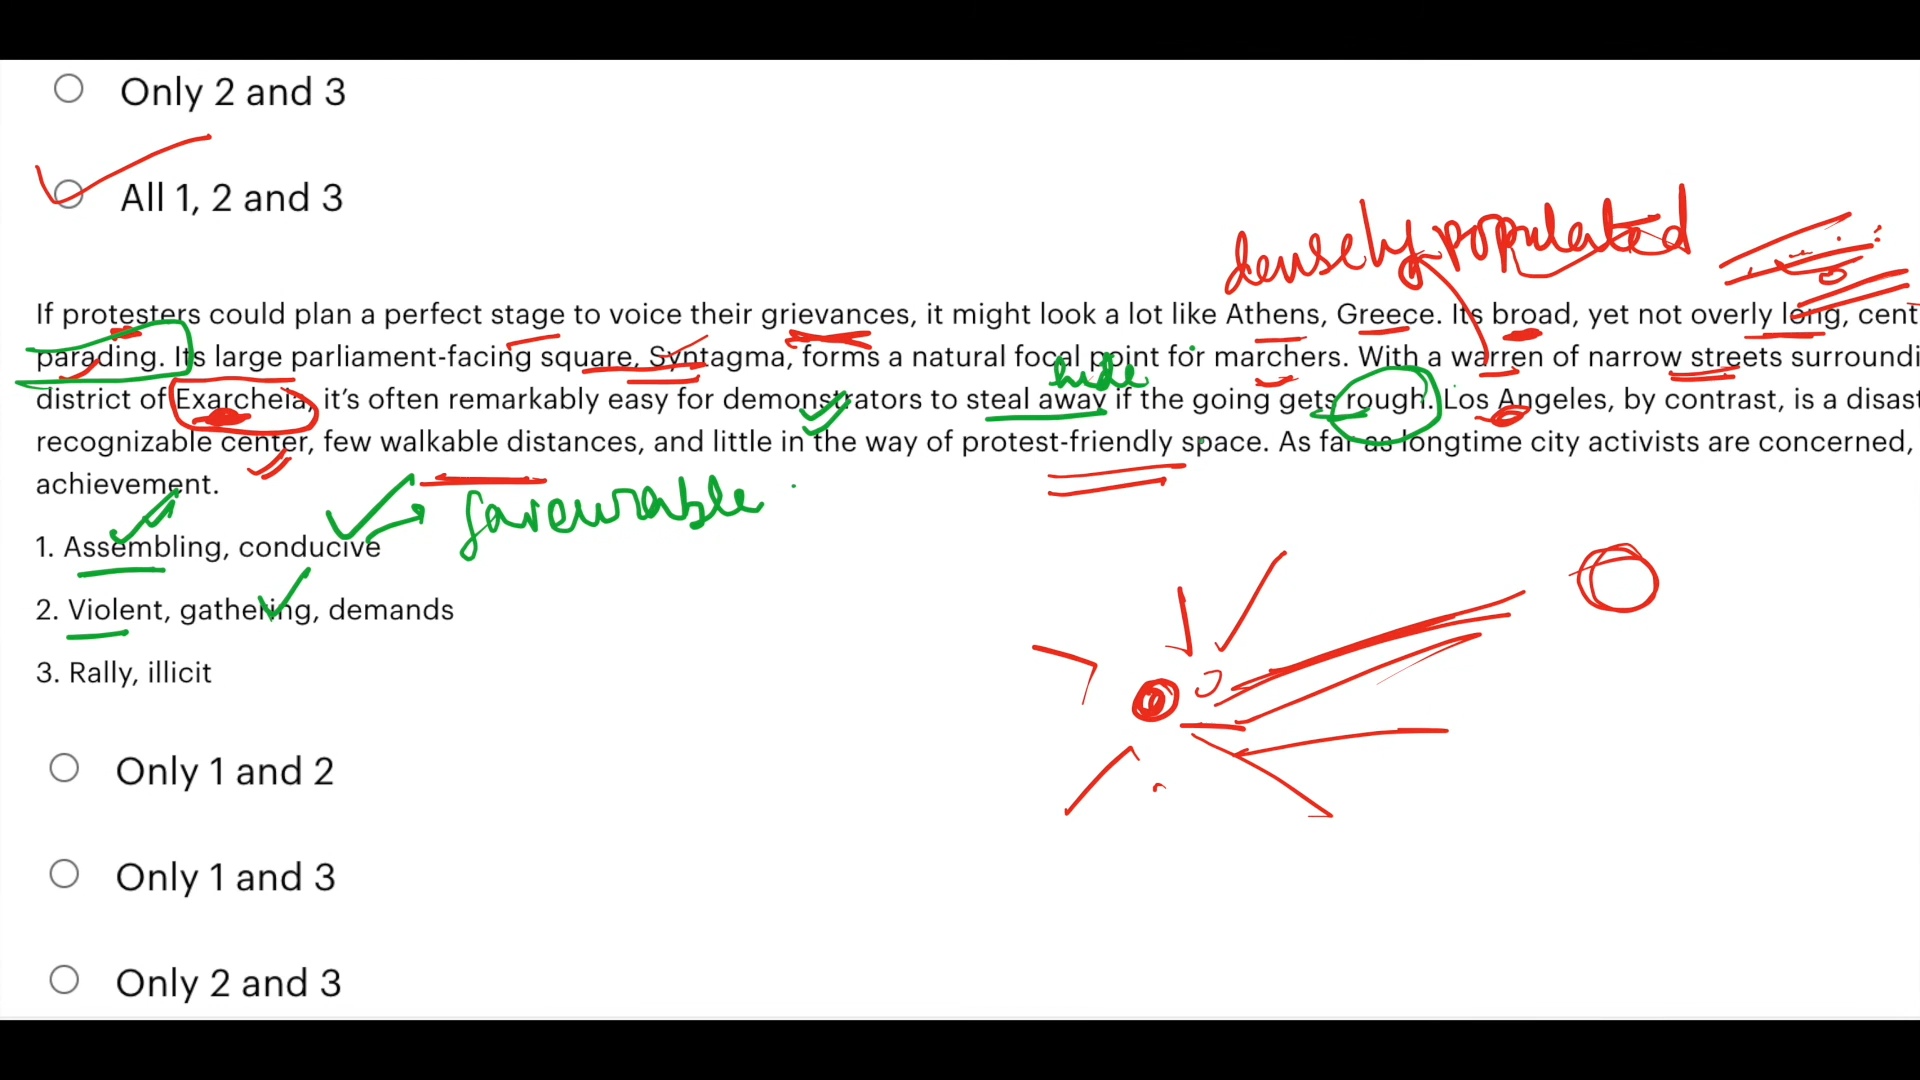 Only 2 and 3
All 1, 2 and 3
densely populated
If protesters could plan a perfect stage to voice their grievances, it might look a lot like Athens, Greece. Its broad, yet not overly long, cent
parading. Its large parliament-facing square, Syntagma, forms a natural focal point for marchers. With a warren of narrow streets surroundi
hide
district of Exarcheia, it's often remarkably easy for demonstrators to steal away if the going gets rough. Los Angeles, by contrast, is a disast
recognizable center, few walkable distances, and little in the way of protest-friendly space. As far as longtime city activists are concerned,
achievement.
favourable
1. Assembling, conducive
2. Violent, gathering, demands
3. Rally, illicit
Only 1 and 2
Only 1 and 3
Only 2 and 3